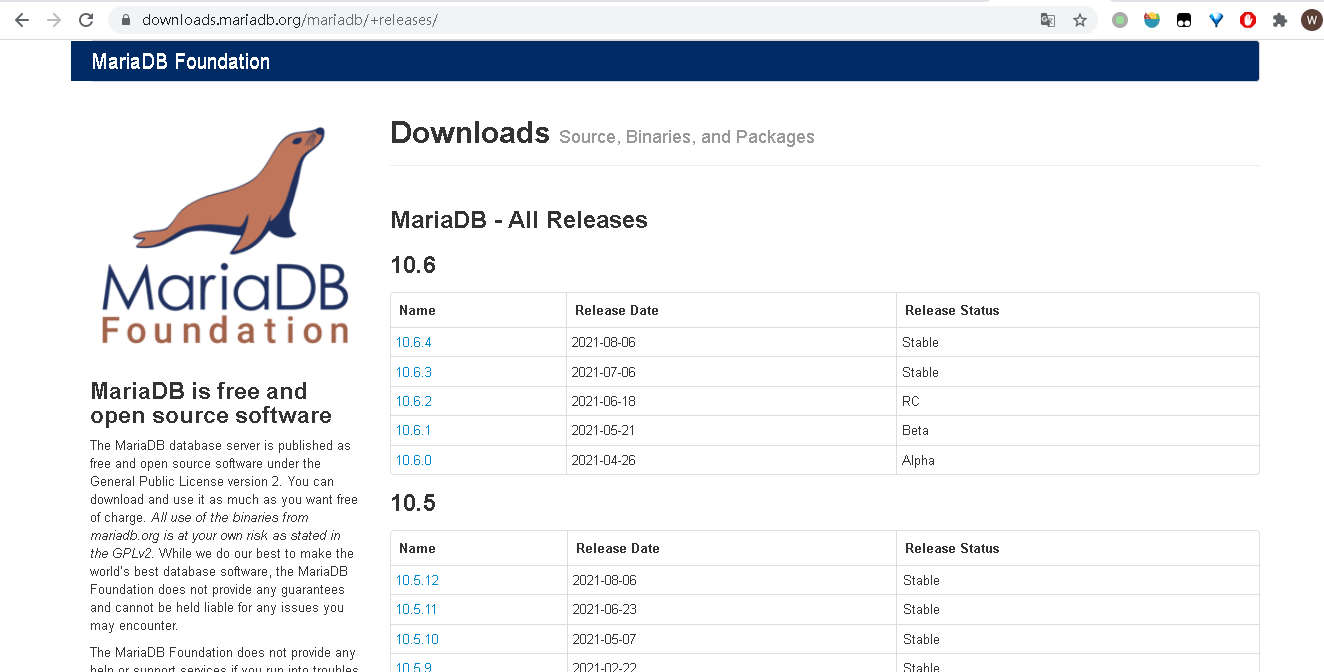 downloads.mariadb.org/mariadb/+releases/
W
MariaDB Foundation
MariaDB
Foundation
MariaDB is free and
open source software
The MariaDB database server is published as
free and open source software under the
General Public License version 2. You can
download and use it as much as you want free
of charge. All use of the binaries from
mariadb.org is at your own risk as stated in
the GPLv2. While we do our best to make the
world's best database software, the MariaDB
Foundation does not provide any guarantees
and cannot be held liable for any issues you
may encounter.
The MariaDB Foundation does not provide any
help or support services if you run into troubles
Downloads Source, Binaries, and Packages
MariaDB - All Releases
10.6
Name Release Date Release Status
10.6.4 2021-08-06 Stable
10.6.3 2021-07-06 Stable
10.6.2 2021-06-18 RC
10.6.1 2021-05-21 Beta
10.6.0 2021-04-26 Alpha
10.5
Name Release Date Release Status
10.5.12 2021-08-06 Stable
10.5.11 2021-06-23 Stable
10.5.10 2021-05-07 Stable
10.5.9 2021-02-22 Stable